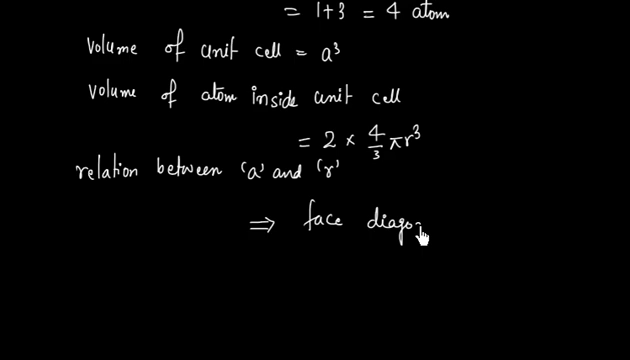 = 1 + 3 = 4 atom
Volume of unit cell = a³
Volume of atom inside unit cell
= 2 × 4/3 πr³
relation between 'a' and 'r'
⇒ face diago